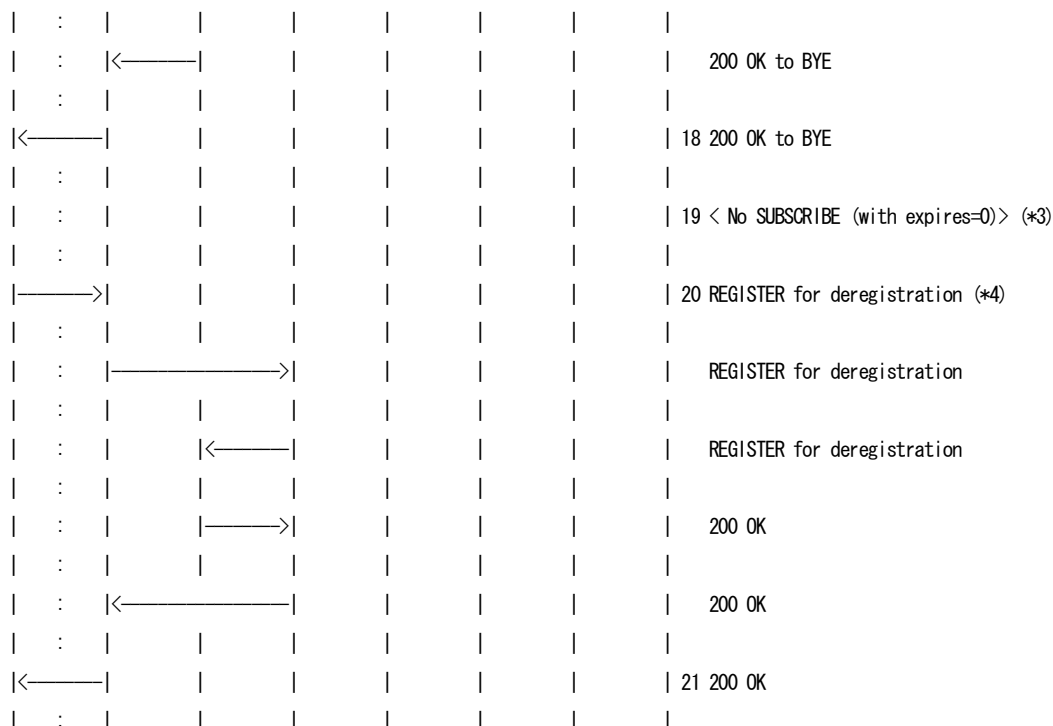 200 OK to BYE
18 200 OK to BYE
19 < No SUBSCRIBE (with expires=0)> (*3)
20 REGISTER for deregistration (*4)
REGISTER for deregistration
REGISTER for deregistration
200 OK
200 OK
21 200 OK